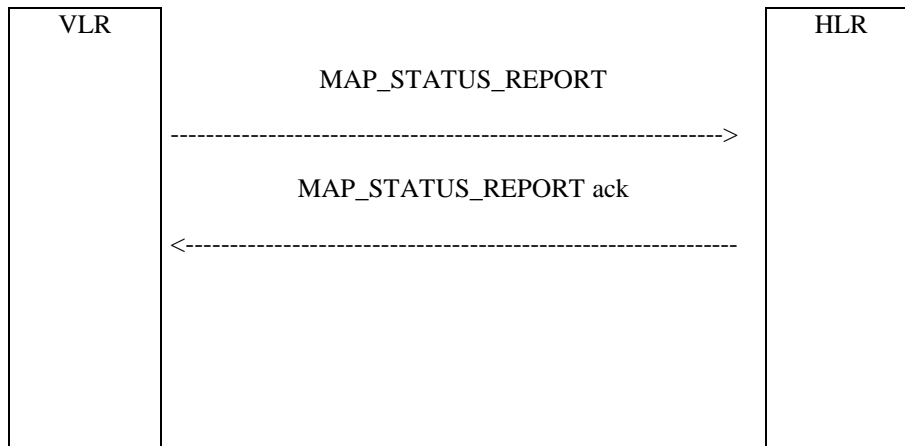 VLR
HLR
MAP_STATUS_REPORT
MAP_STATUS_REPORT ack